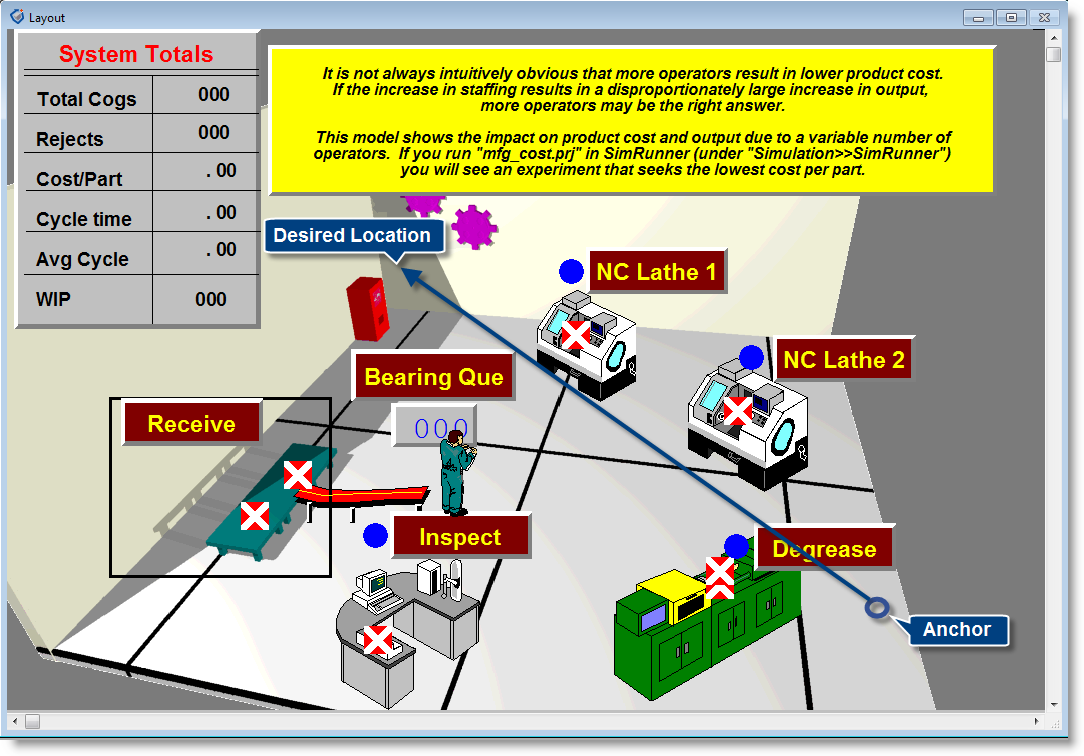 Layout
System Totals
Total Cogs 000
Rejects 000
Cost/Part . 00
Cycle time . 00
Avg Cycle . 00
WIP 000
It is not always intuitively obvious that more operators result in lower product cost.
If the increase in staffing results in a disproportionately large increase in output,
more operators may be the right answer.
This model shows the impact on product cost and output due to a variable number of
operators.  If you run "mfg_cost.prj" in SimRunner (under "Simulation>>SimRunner")
you will see an experiment that seeks the lowest cost per part.
Desired Location
NC Lathe 1
NC Lathe 2
Bearing Que
000
Receive
Inspect
Degrease
Anchor